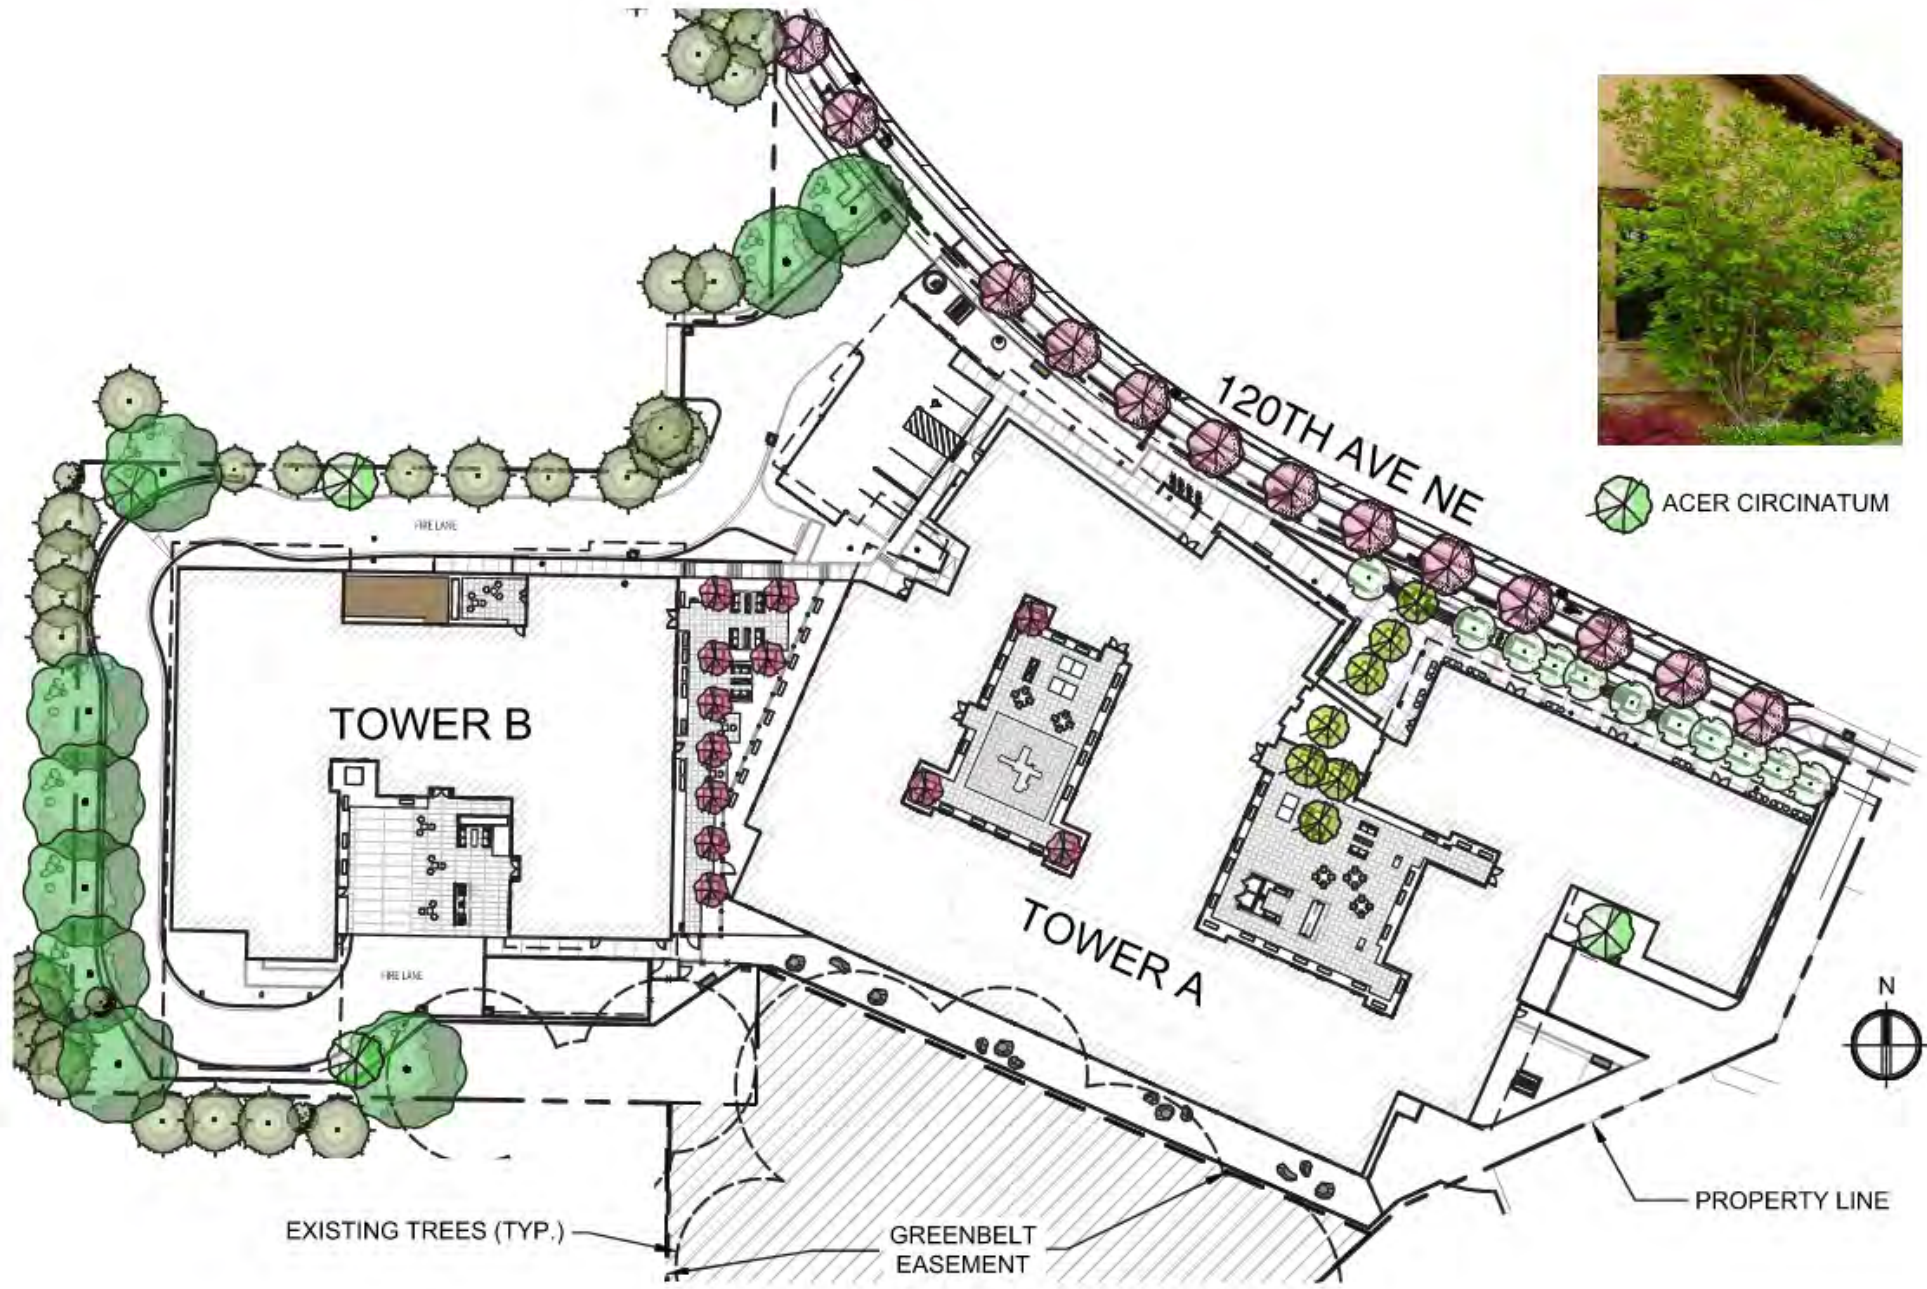 120TH AVE NE
ACER CIRCINATUM
FIRE LANE
TOWER B
TOWER A
FIRE LANE
N
PROPERTY LINE
EXISTING TREES (TYP.)
GREENBELT
EASEMENT